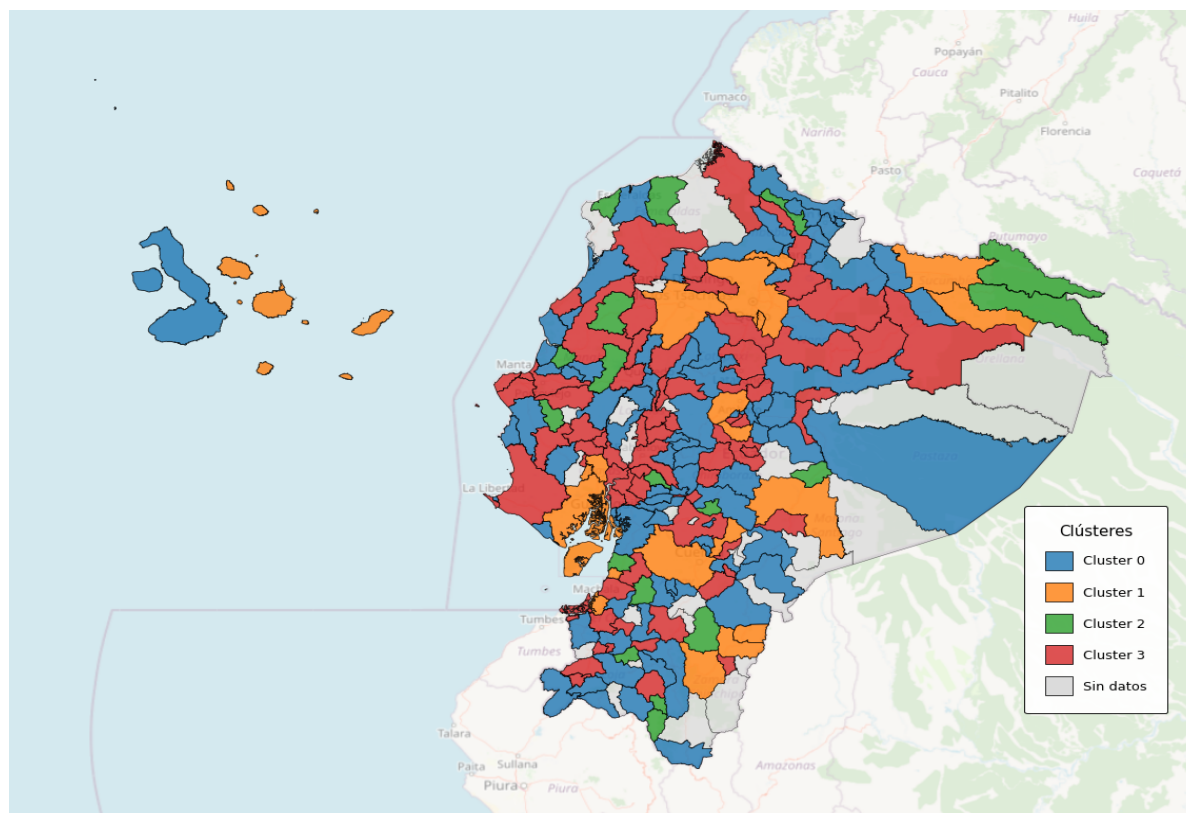 Huila
Popayán
Cauca
Pitalito
Tumaco
Florencia
Nariño
Pasto
Caquetá
Putumayo
Manta
La Libertad
Machala
Tumbes
Tumbes
Talara
Paita
Sullana
Piura
Piura
Amazonas
Clústeres
Cluster 0
Cluster 1
Cluster 2
Cluster 3
Sin datos